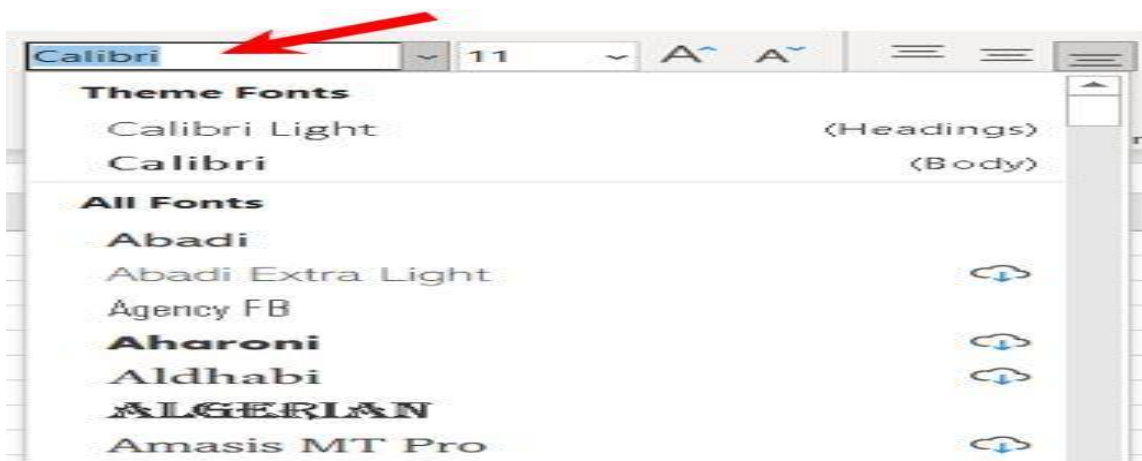 Calibri 11 A A
Theme Fonts
Calibri Light (Headings)
Calibri (Body)
All Fonts
Abadi
Abadi Extra Light
Agency FB
Aharoni
Aldhabi
ALGERIAN
Amasis MT Pro